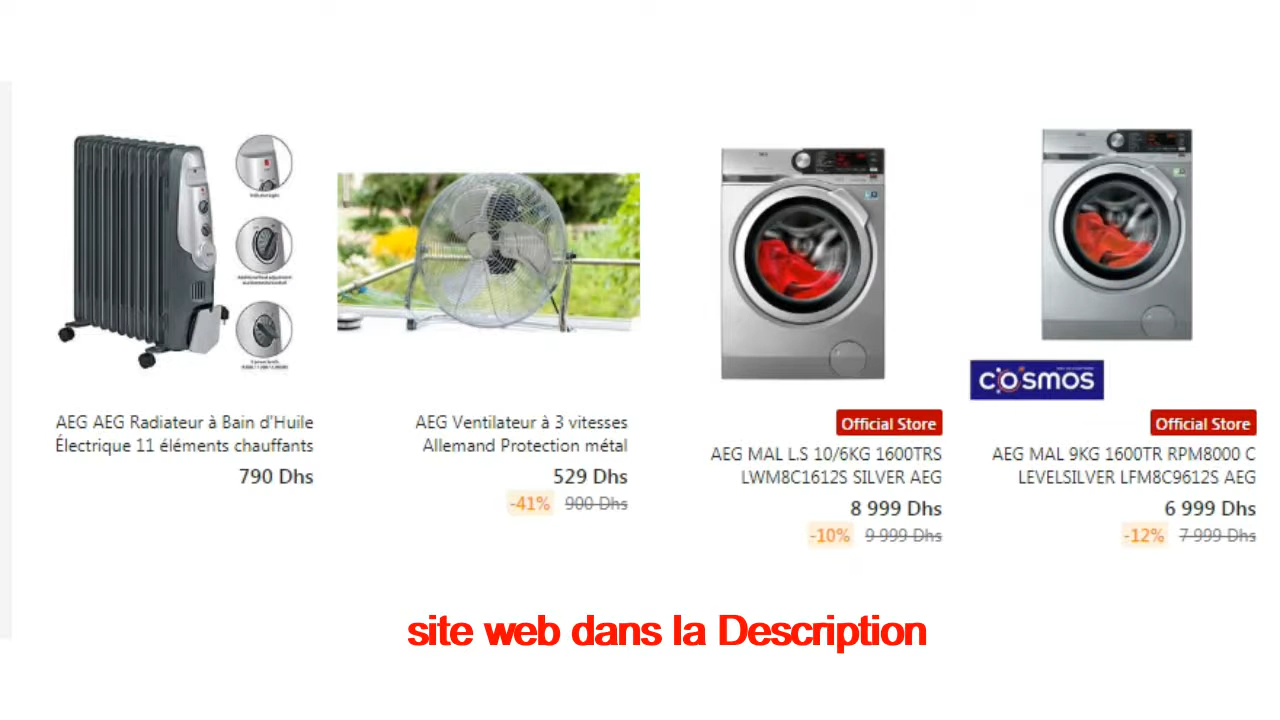 AEG AEG Radiateur à Bain d'Huile
Électrique 11 éléments chauffants
790 Dhs
AEG Ventilateur à 3 vitesses
Allemand Protection métal
529 Dhs
-41% 900 Dhs
Official Store
AEG MAL L.S 10/6KG 1600TRS
LWM8C1612S SILVER AEG
8 999 Dhs
-10% 9 999 Dhs
COSMOS
Official Store
AEG MAL 9KG 1600TR RPM8000 C
LEVELSILVER LFM8C9612S AEG
6 999 Dhs
-12% 7 999 Dhs
site web dans la Description